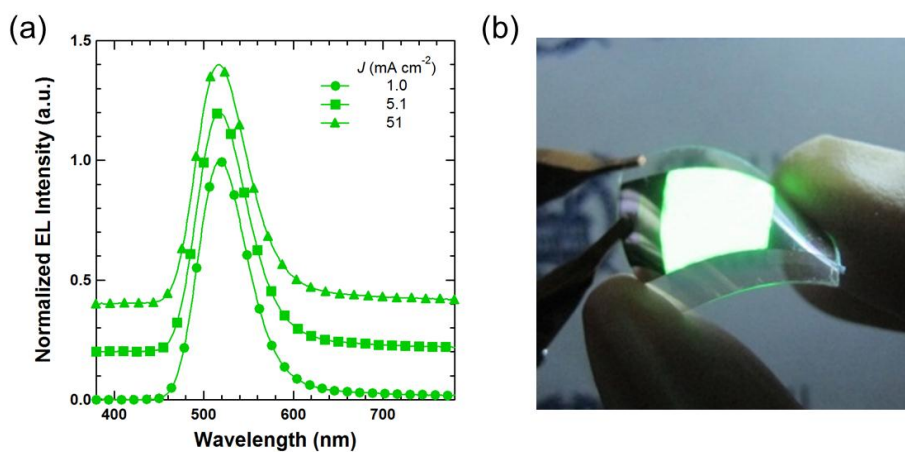 (a)
(b)
1.5
1.0
0.5
0.0
Normalized EL Intensity (a.u.)
J (mA cm⁻²)
1.0
5.1
51
400 500 600 700
Wavelength (nm)